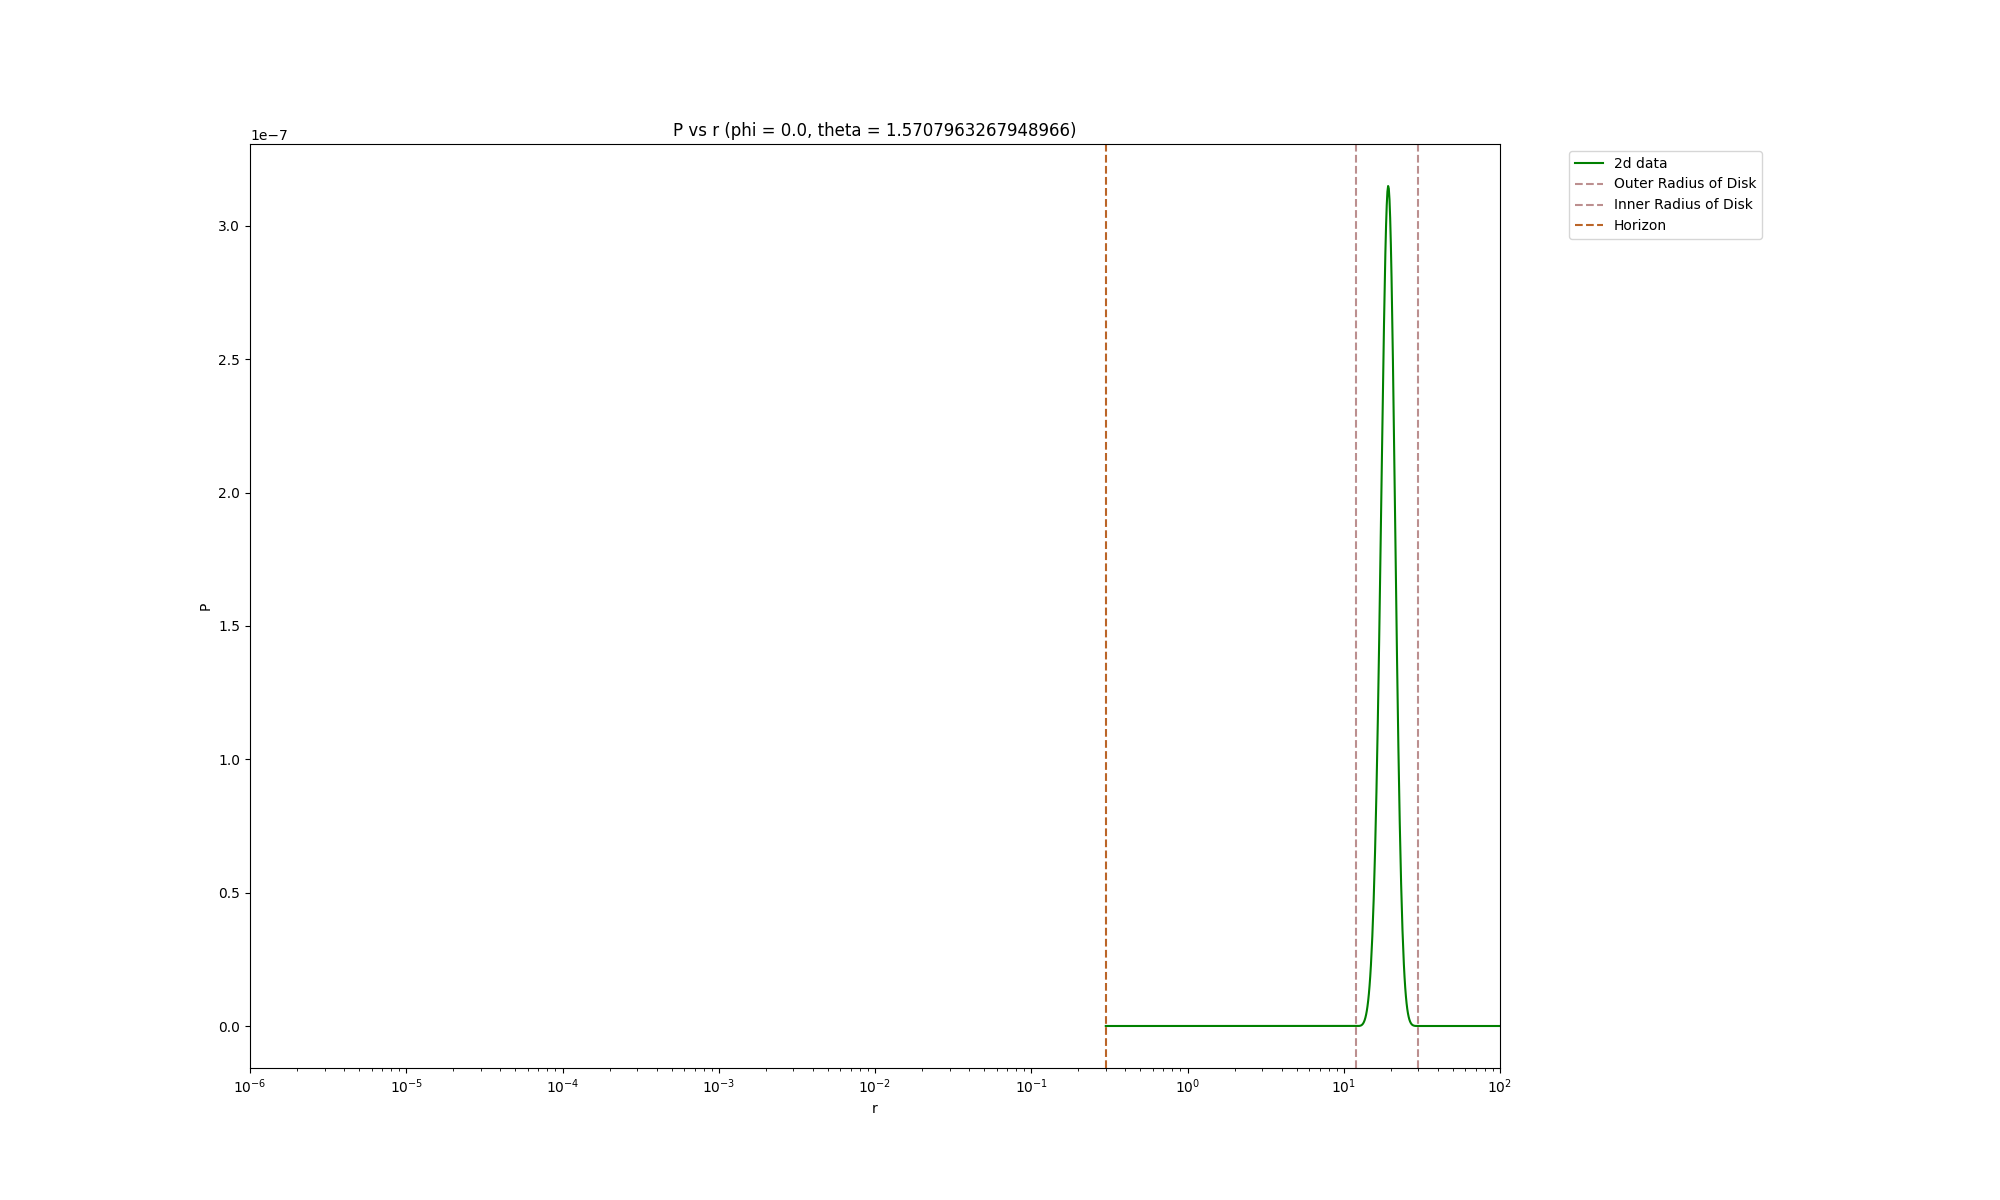 P vs r (phi = 0.0, theta = 1.5707963267948966)
1e−7
2d data
Outer Radius of Disk
Inner Radius of Disk
Horizon
3.0
2.5
2.0
1.5
1.0
0.5
0.0
P
10⁻⁶ 10⁻⁵ 10⁻⁴ 10⁻³ 10⁻² 10⁻¹ 10⁰ 10¹ 10²
r